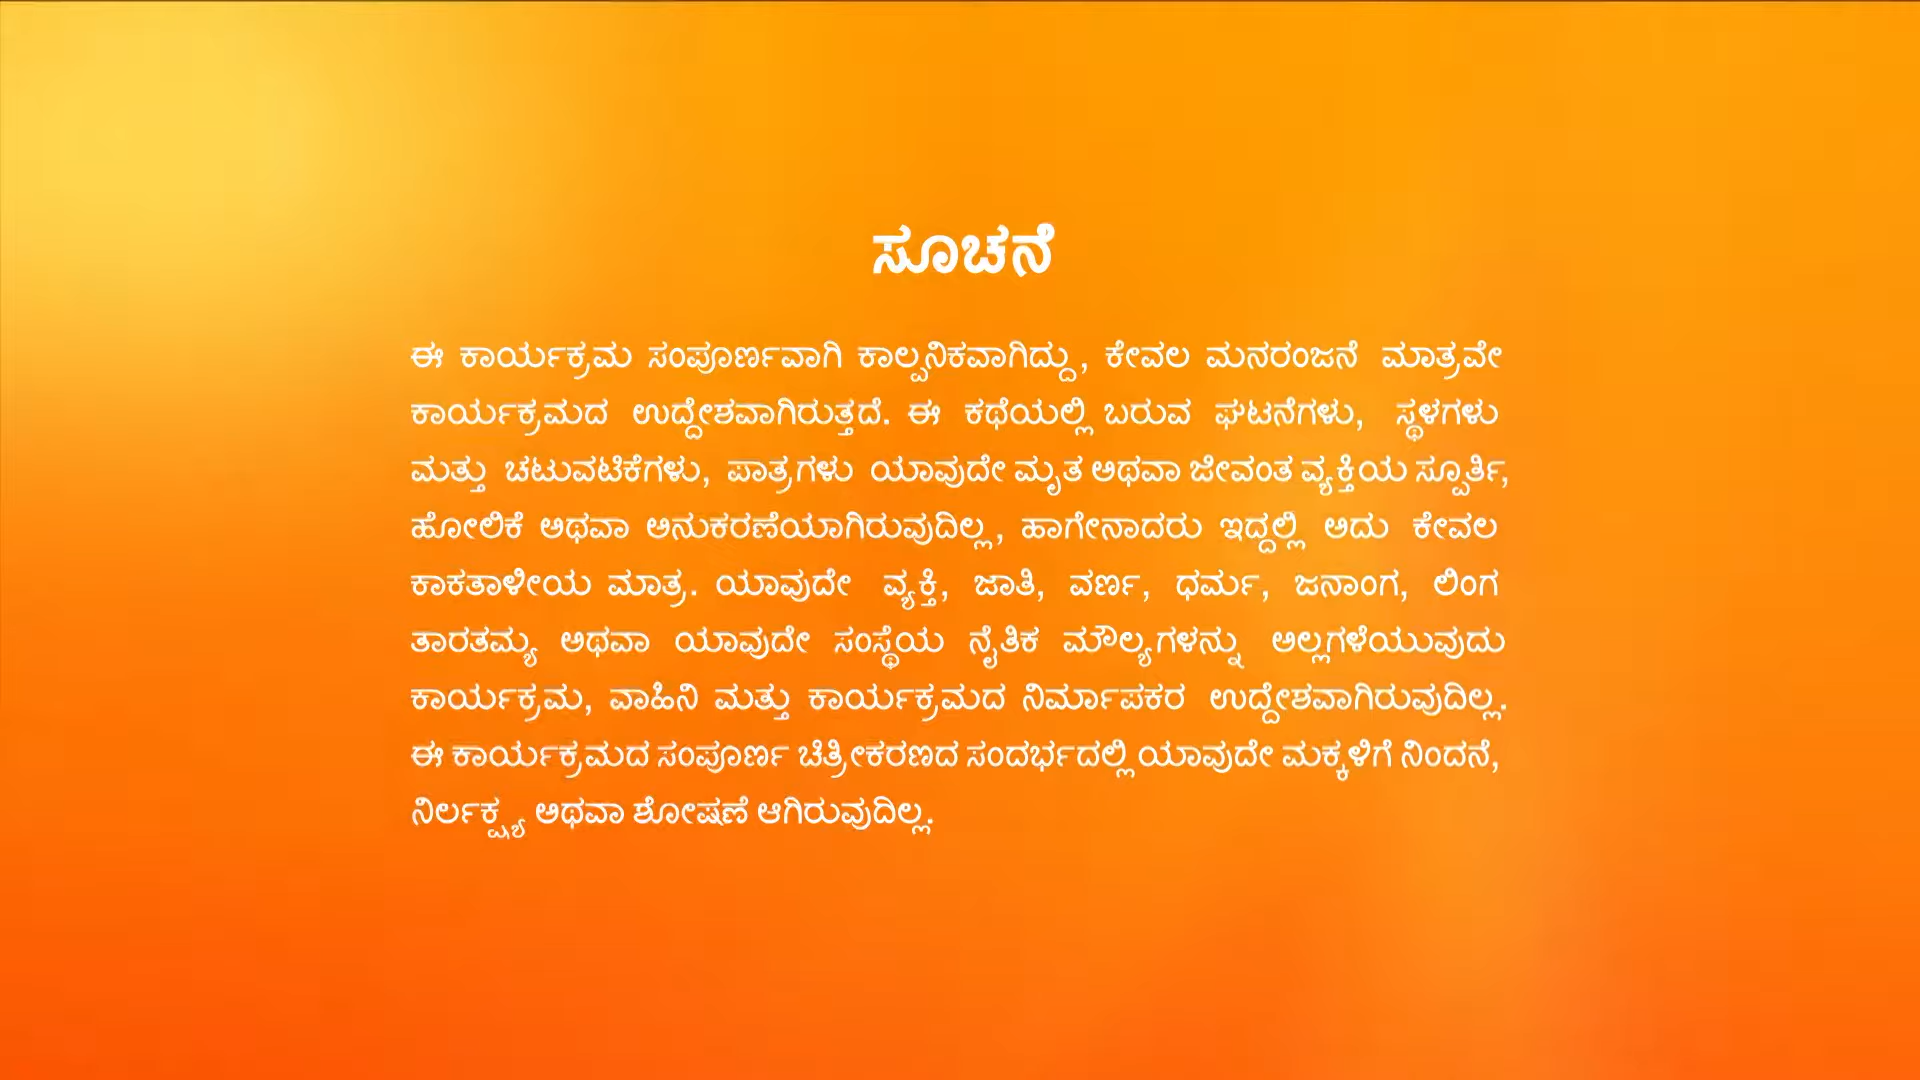 ಸೂಚನೆ
ಈ ಕಾರ್ಯಕ್ರಮ ಸಂಪೂರ್ಣವಾಗಿ ಕಾಲ್ಪನಿಕವಾಗಿದ್ದು, ಕೇವಲ ಮನರಂಜನೆ ಮಾತ್ರವೇ
ಕಾರ್ಯಕ್ರಮದ ಉದ್ದೇಶವಾಗಿರುತ್ತದೆ. ಈ ಕಥೆಯಲ್ಲಿ ಬರುವ ಘಟನೆಗಳು, ಸ್ಥಳಗಳು
ಮತ್ತು ಚಟುವಟಿಕೆಗಳು, ಪಾತ್ರಗಳು ಯಾವುದೇ ಮೃತ ಅಥವಾ ಜೀವಂತ ವ್ಯಕ್ತಿಯ ಸ್ಪೂರ್ತಿ,
ಹೋಲಿಕೆ ಅಥವಾ ಅನುಕರಣೆಯಾಗಿರುವುದಿಲ್ಲ, ಹಾಗೇನಾದರು ಇದ್ದಲ್ಲಿ ಅದು ಕೇವಲ
ಕಾಕತಾಳೀಯ ಮಾತ್ರ. ಯಾವುದೇ ವ್ಯಕ್ತಿ, ಜಾತಿ, ವರ್ಣ, ಧರ್ಮ, ಜನಾಂಗ, ಲಿಂಗ
ತಾರತಮ್ಯ ಅಥವಾ ಯಾವುದೇ ಸಂಸ್ಥೆಯ ನೈತಿಕ ಮೌಲ್ಯಗಳನ್ನು ಅಲ್ಲಗಳೆಯುವುದು
ಕಾರ್ಯಕ್ರಮ, ವಾಹಿನಿ ಮತ್ತು ಕಾರ್ಯಕ್ರಮದ ನಿರ್ಮಾಪಕರ ಉದ್ದೇಶವಾಗಿರುವುದಿಲ್ಲ.
ಈ ಕಾರ್ಯಕ್ರಮದ ಸಂಪೂರ್ಣ ಚಿತ್ರೀಕರಣದ ಸಂದರ್ಭದಲ್ಲಿ ಯಾವುದೇ ಮಕ್ಕಳಿಗೆ ನಿಂದನೆ,
ನಿರ್ಲಕ್ಷ್ಯ ಅಥವಾ ಶೋಷಣೆ ಆಗಿರುವುದಿಲ್ಲ.